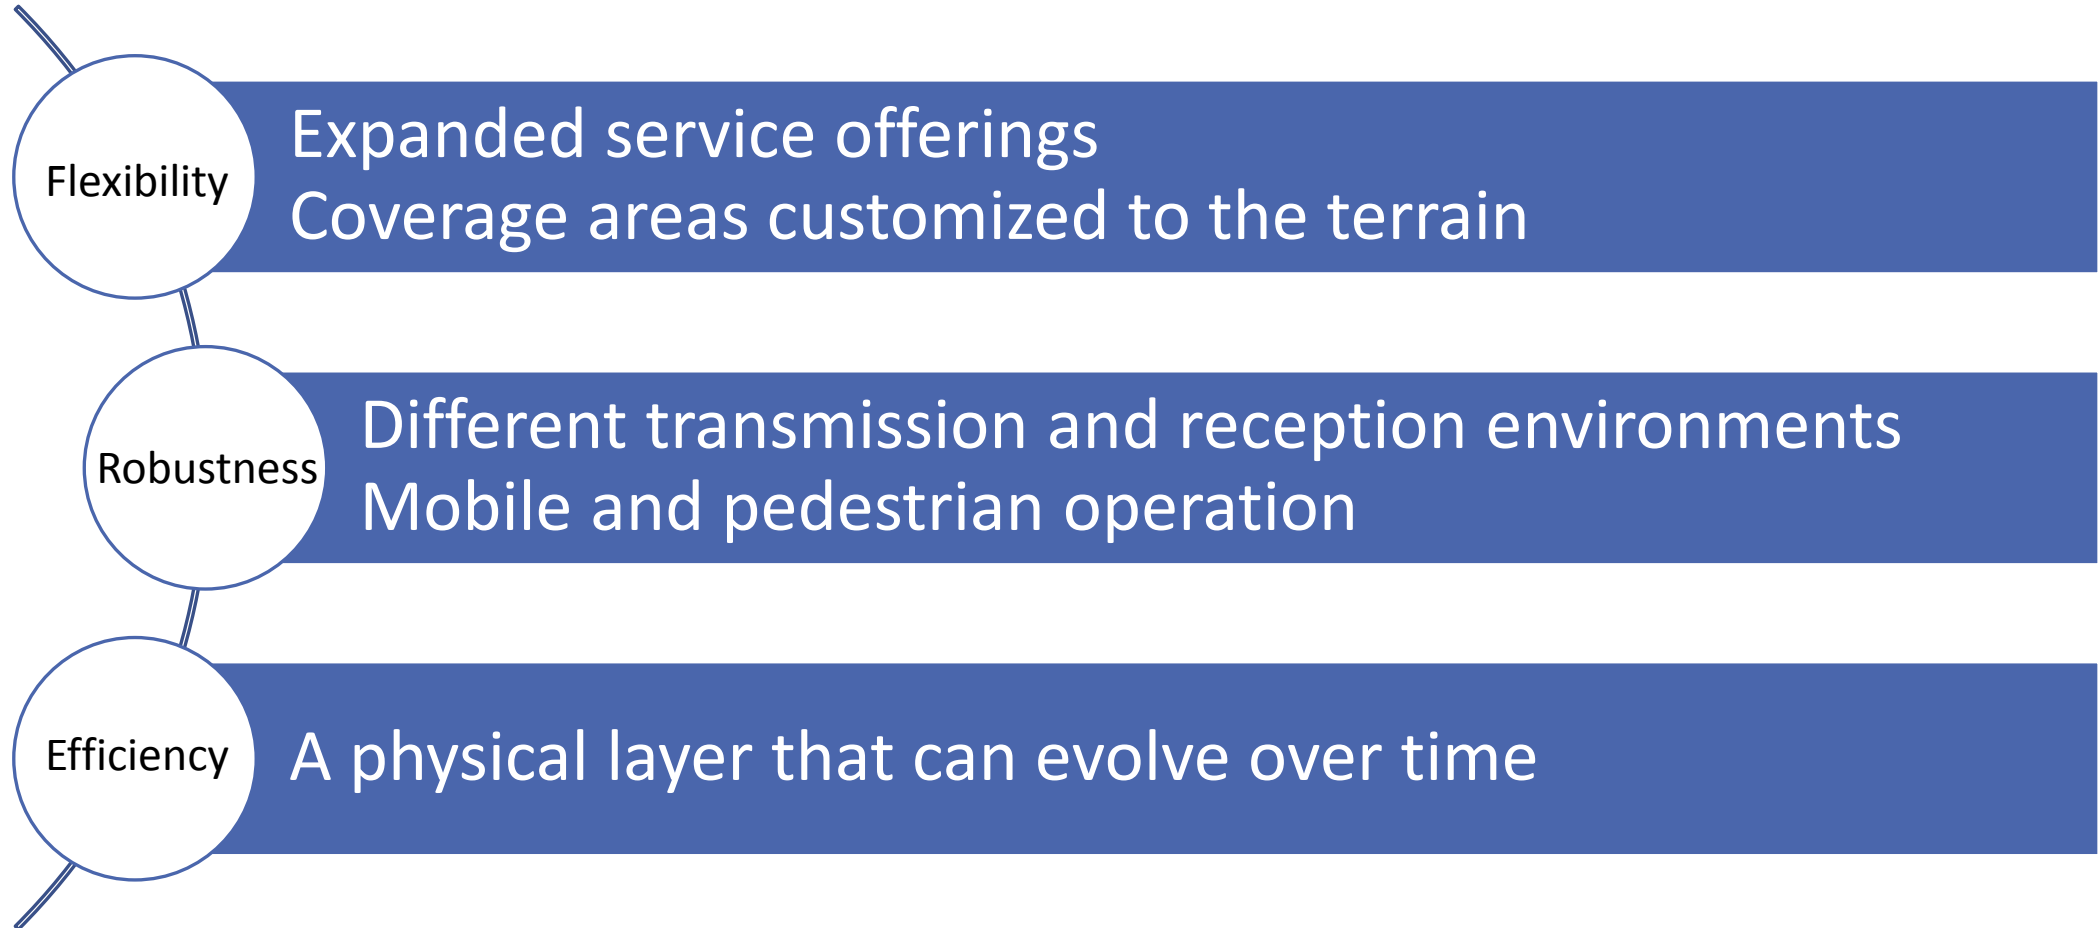 Flexibility
Expanded service offerings
Coverage areas customized to the terrain
Robustness
Different transmission and reception environments
Mobile and pedestrian operation
Efficiency
A physical layer that can evolve over time